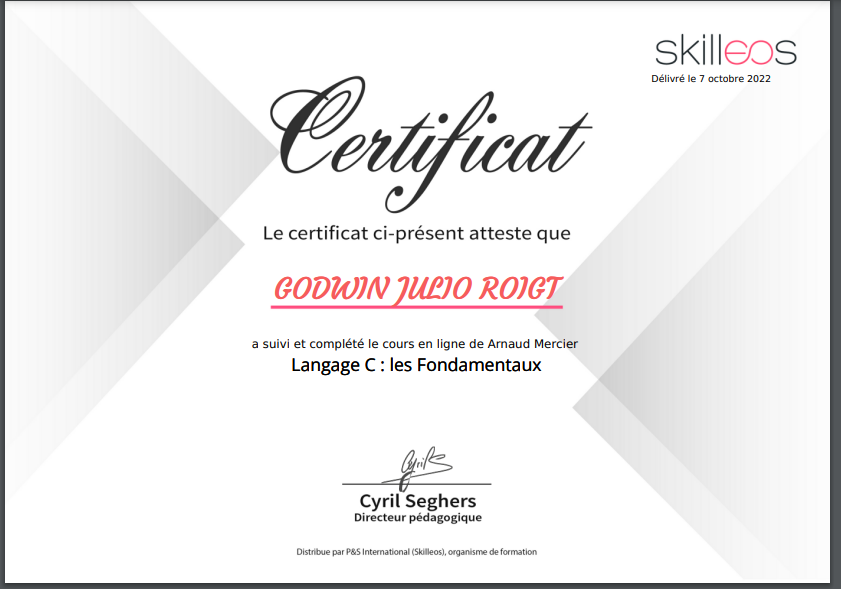 skilleos
Délivré le 7 octobre 2022
Certificat
Le certificat ci-présent atteste que
GODWIN JULIO ROIGT
a suivi et complété le cours en ligne de Arnaud Mercier
Langage C : les Fondamentaux
Cyril Seghers
Directeur pédagogique
Distribue par P&S International (Skilleos), organisme de formation